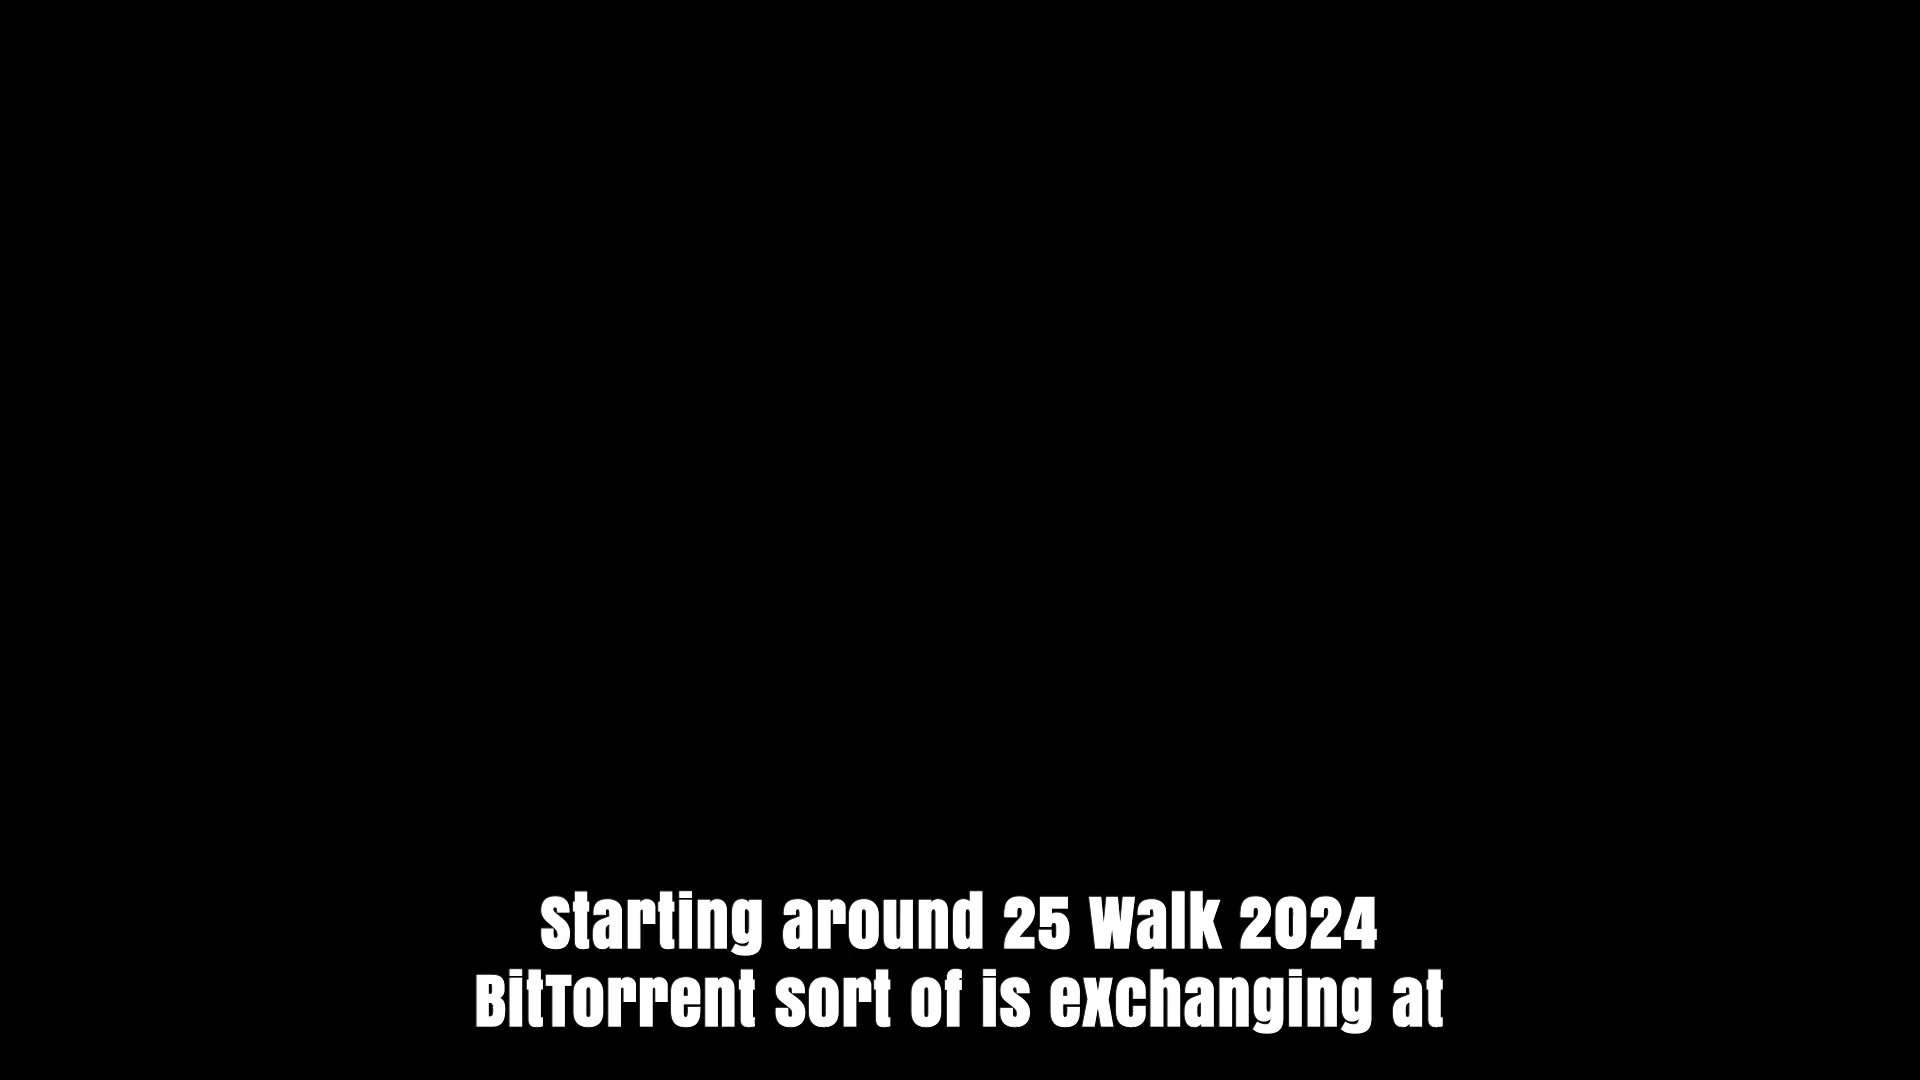 Starting around 25 Walk 2024
BitTorrent sort of is exchanging at